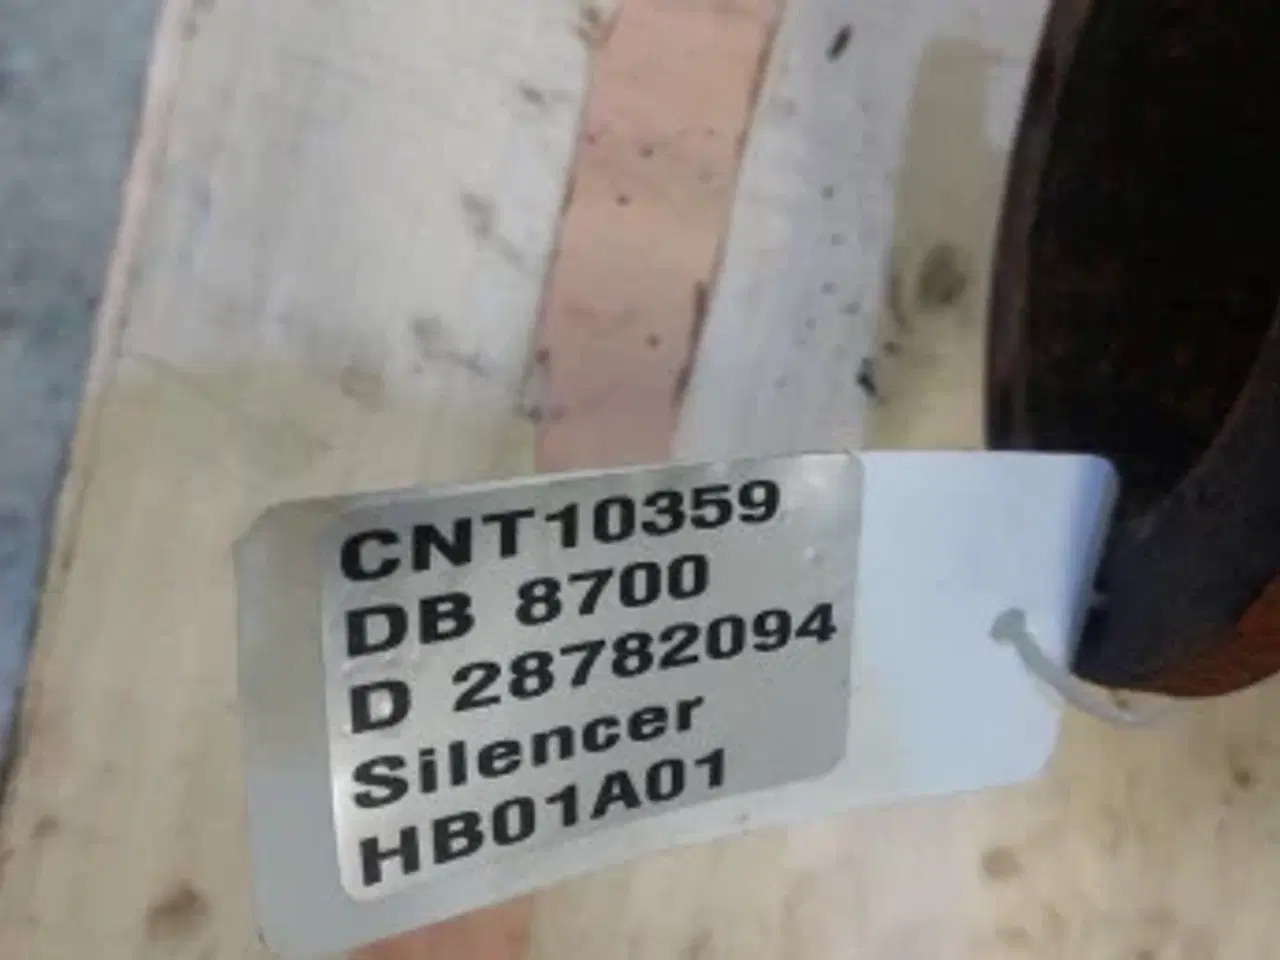 CNT10359
DB 8700
D 28782094
Silencer
HB01A01